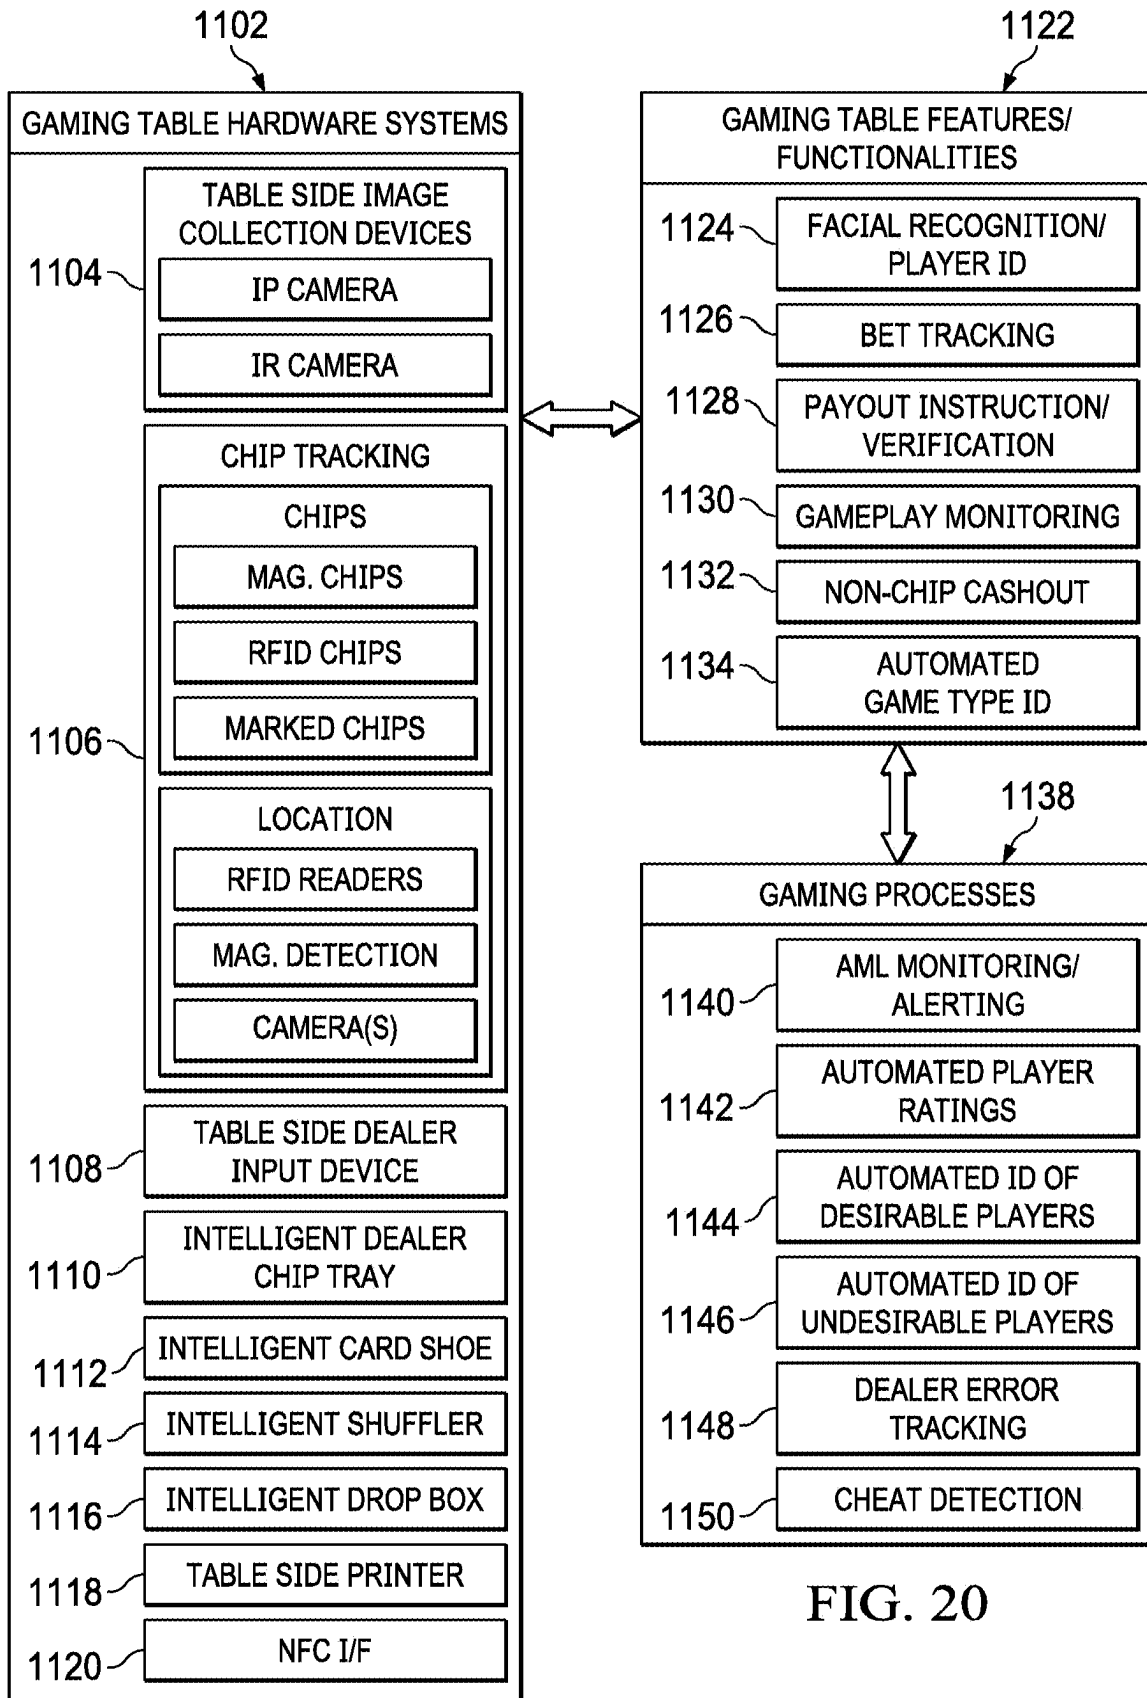 1102
GAMING TABLE HARDWARE SYSTEMS
1104
TABLE SIDE IMAGE
COLLECTION DEVICES
IP CAMERA
IR CAMERA
1106
CHIP TRACKING
CHIPS
MAG. CHIPS
RFID CHIPS
MARKED CHIPS
LOCATION
RFID READERS
MAG. DETECTION
CAMERA(S)
1108
TABLE SIDE DEALER
INPUT DEVICE
1110
INTELLIGENT DEALER
CHIP TRAY
1112
INTELLIGENT CARD SHOE
1114
INTELLIGENT SHUFFLER
1116
INTELLIGENT DROP BOX
1118
TABLE SIDE PRINTER
1120
NFC I/F
1122
GAMING TABLE FEATURES/
FUNCTIONALITIES
1124
FACIAL RECOGNITION/
PLAYER ID
1126
BET TRACKING
1128
PAYOUT INSTRUCTION/
VERIFICATION
1130
GAMEPLAY MONITORING
1132
NON-CHIP CASHOUT
1134
AUTOMATED
GAME TYPE ID
1138
GAMING PROCESSES
1140
AML MONITORING/
ALERTING
1142
AUTOMATED PLAYER
RATINGS
1144
AUTOMATED ID OF
DESIRABLE PLAYERS
1146
AUTOMATED ID OF
UNDESIRABLE PLAYERS
1148
DEALER ERROR
TRACKING
1150
CHEAT DETECTION
FIG. 20